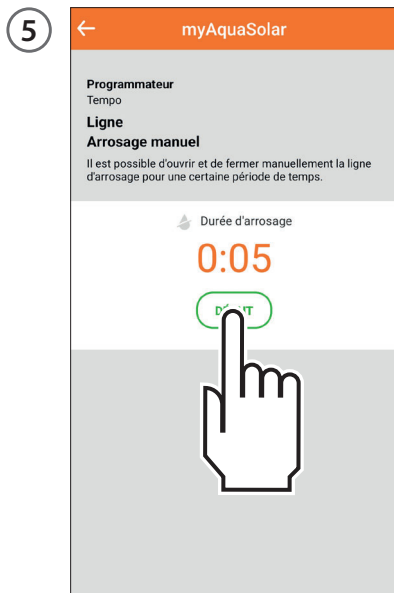 5
myAquaSolar
Programmateur
Tempo
Ligne
Arrosage manuel
Il est possible d'ouvrir et de fermer manuellement la ligne
d'arrosage pour une certaine période de temps.
Durée d'arrosage
0:05